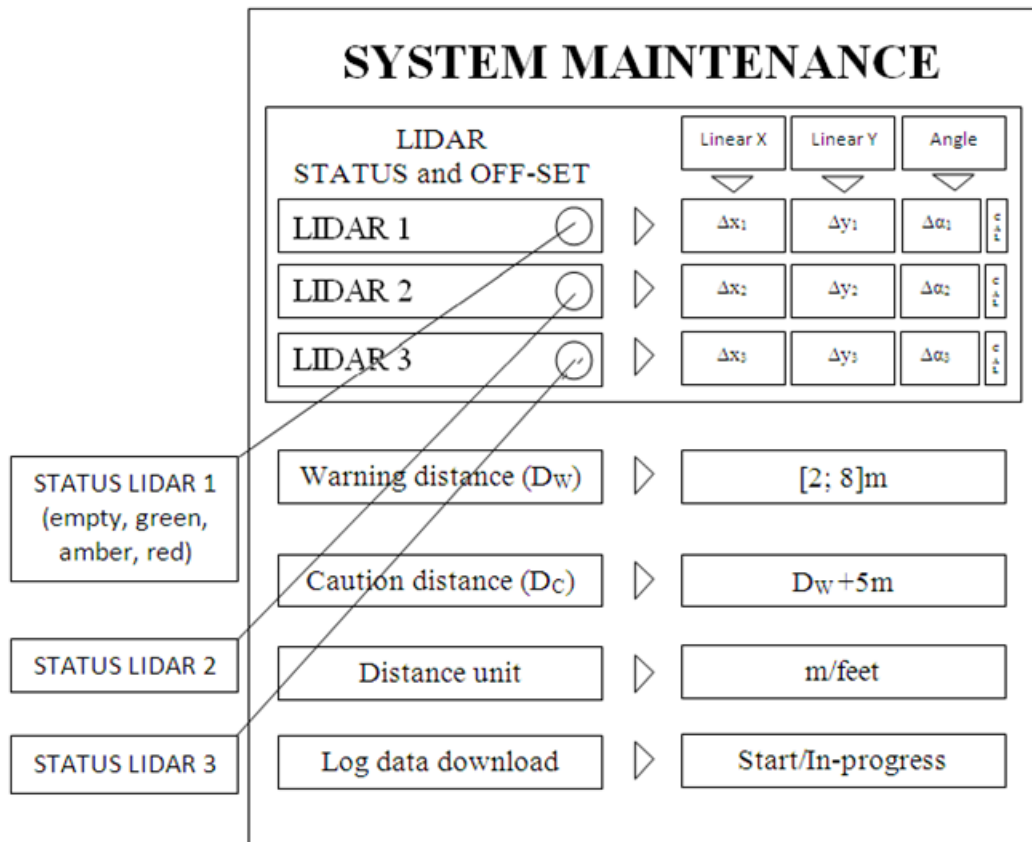 SYSTEM MAINTENANCE
LIDAR
STATUS and OFF-SET
Linear X
Linear Y
Angle
LIDAR 1
Δx₁
Δy₁
Δα₁
LIDAR 2
Δx₂
Δy₂
Δα₂
LIDAR 3
Δx₃
Δy₃
Δα₃
STATUS LIDAR 1
(empty, green,
amber, red)
Warning distance (DW)
[2; 8]m
Caution distance (DC)
DW+5m
STATUS LIDAR 2
Distance unit
m/feet
STATUS LIDAR 3
Log data download
Start/In-progress